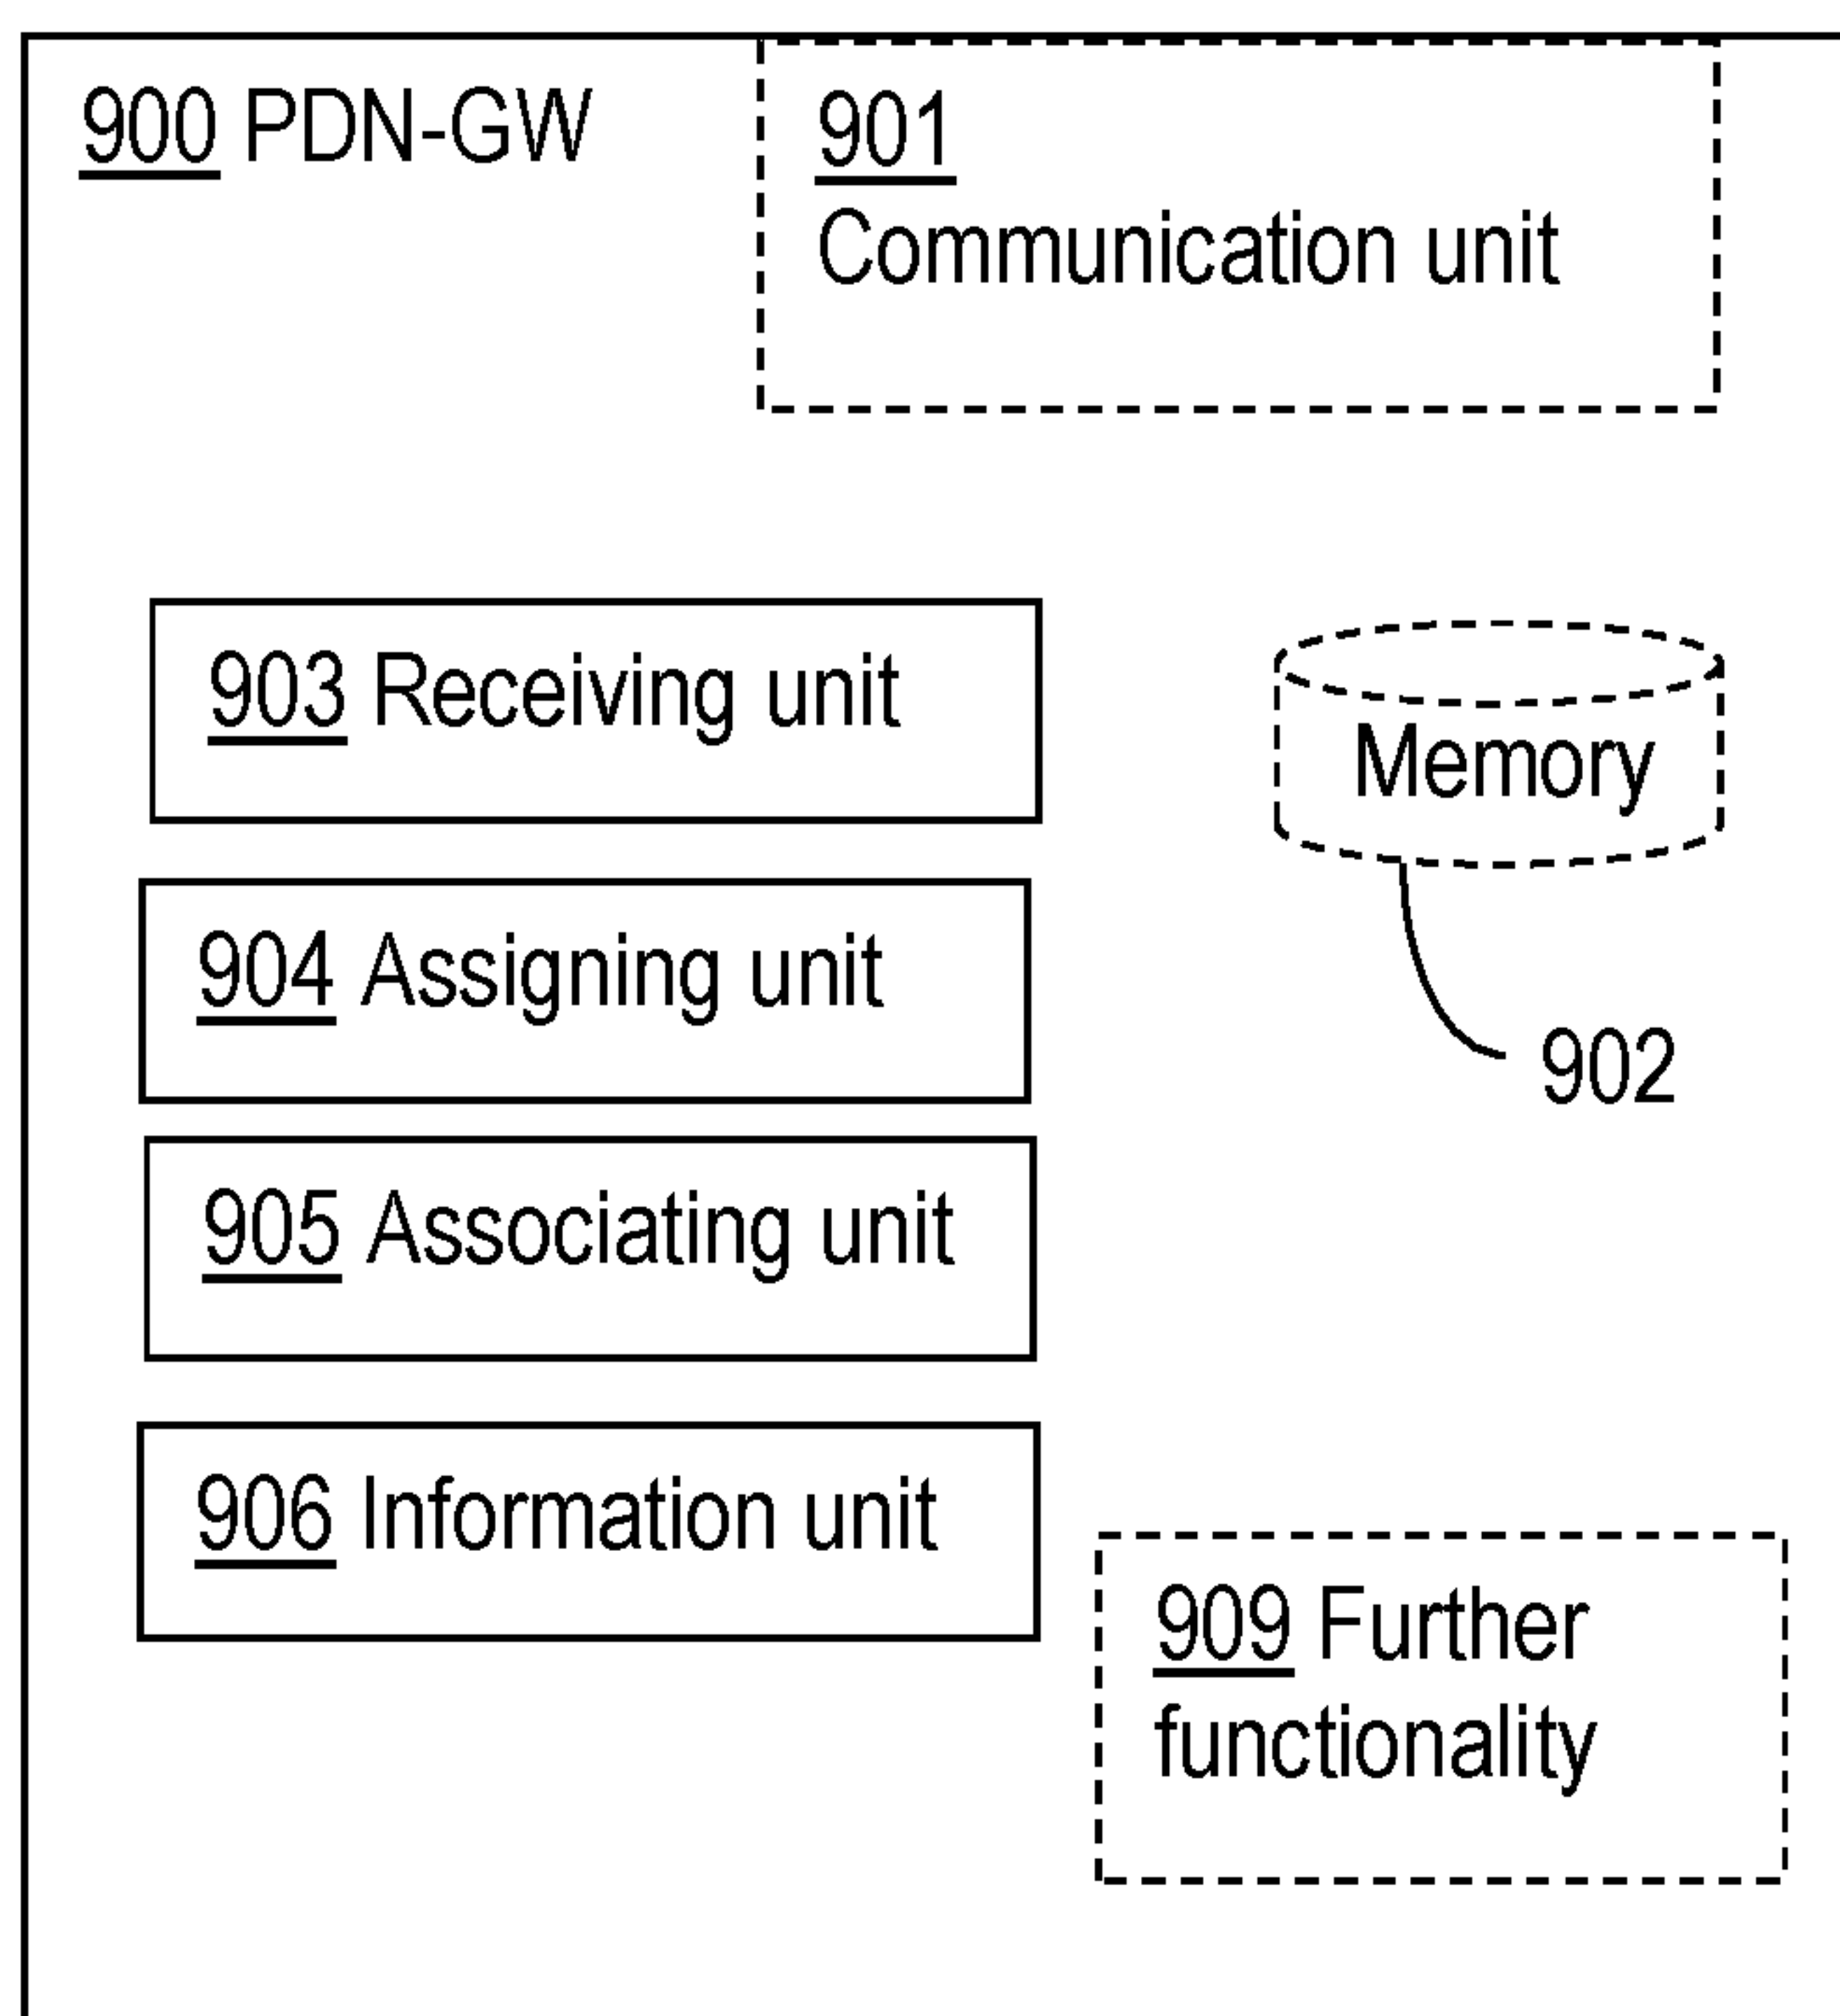 900 PDN-GW
901
Communication unit
903 Receiving unit
Memory
904 Assigning unit
902
905 Associating unit
906 Information unit
909 Further
functionality